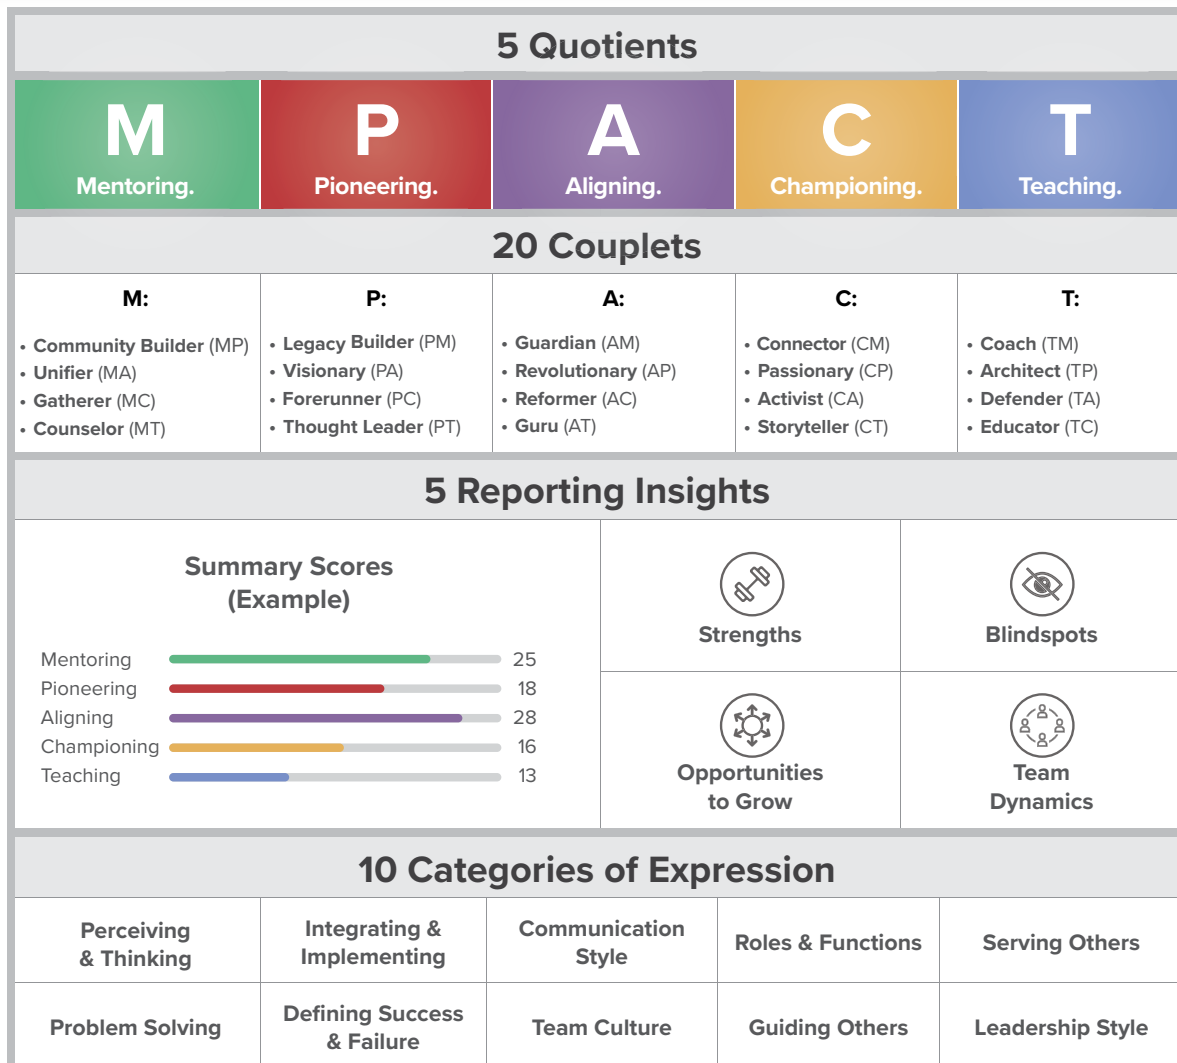 5 Quotients
M
Mentoring.
P
Pioneering.
A
Aligning.
C
Championing.
T
Teaching.
20 Couplets
M:
• Community Builder (MP)
• Unifier (MA)
• Gatherer (MC)
• Counselor (MT)
P:
• Legacy Builder (PM)
• Visionary (PA)
• Forerunner (PC)
• Thought Leader (PT)
A:
• Guardian (AM)
• Revolutionary (AP)
• Reformer (AC)
• Guru (AT)
C:
• Connector (CM)
• Passionary (CP)
• Activist (CA)
• Storyteller (CT)
T:
• Coach (TM)
• Architect (TP)
• Defender (TA)
• Educator (TC)
5 Reporting Insights
Summary Scores
(Example)
Mentoring 25
Pioneering 18
Aligning 28
Championing 16
Teaching 13
Strengths
Blindspots
Opportunities
to Grow
Team
Dynamics
10 Categories of Expression
Perceiving
& Thinking
Integrating &
Implementing
Communication
Style
Roles & Functions
Serving Others
Problem Solving
Defining Success
& Failure
Team Culture
Guiding Others
Leadership Style